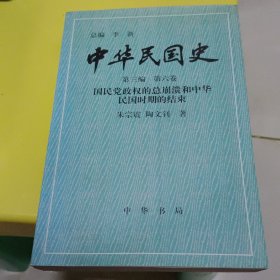 总编 李新
中华民国史
第三编 第六卷
国民党政权的总崩溃和中华
民国时期的结束
朱宗震 陶文钊 著
中华书局